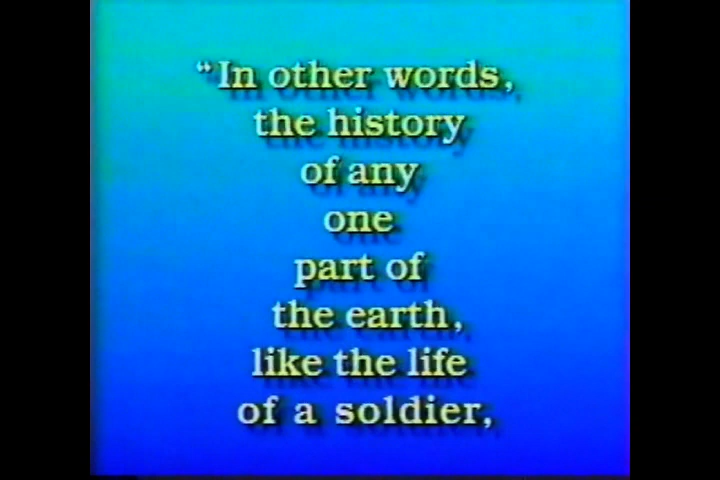 “In other words,
the history
of any
one
part of
the earth,
like the life
of a soldier,